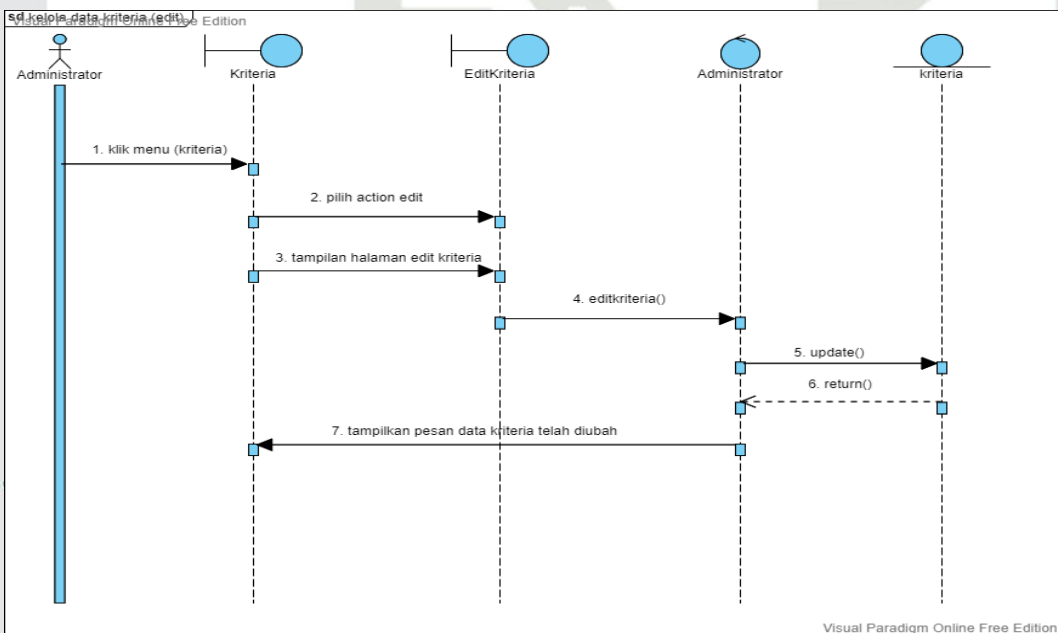 sd kelola data kriteria (edit)
Visual Paradigm Online Free Edition
Administrator
Kriteria
EditKriteria
Administrator
kriteria
1. klik menu (kriteria)
2. pilih action edit
3. tampilan halaman edit kriteria
4. editkriteria()
5. update()
6. return()
7. tampilkan pesan data kriteria telah diubah
Visual Paradigm Online Free Edition